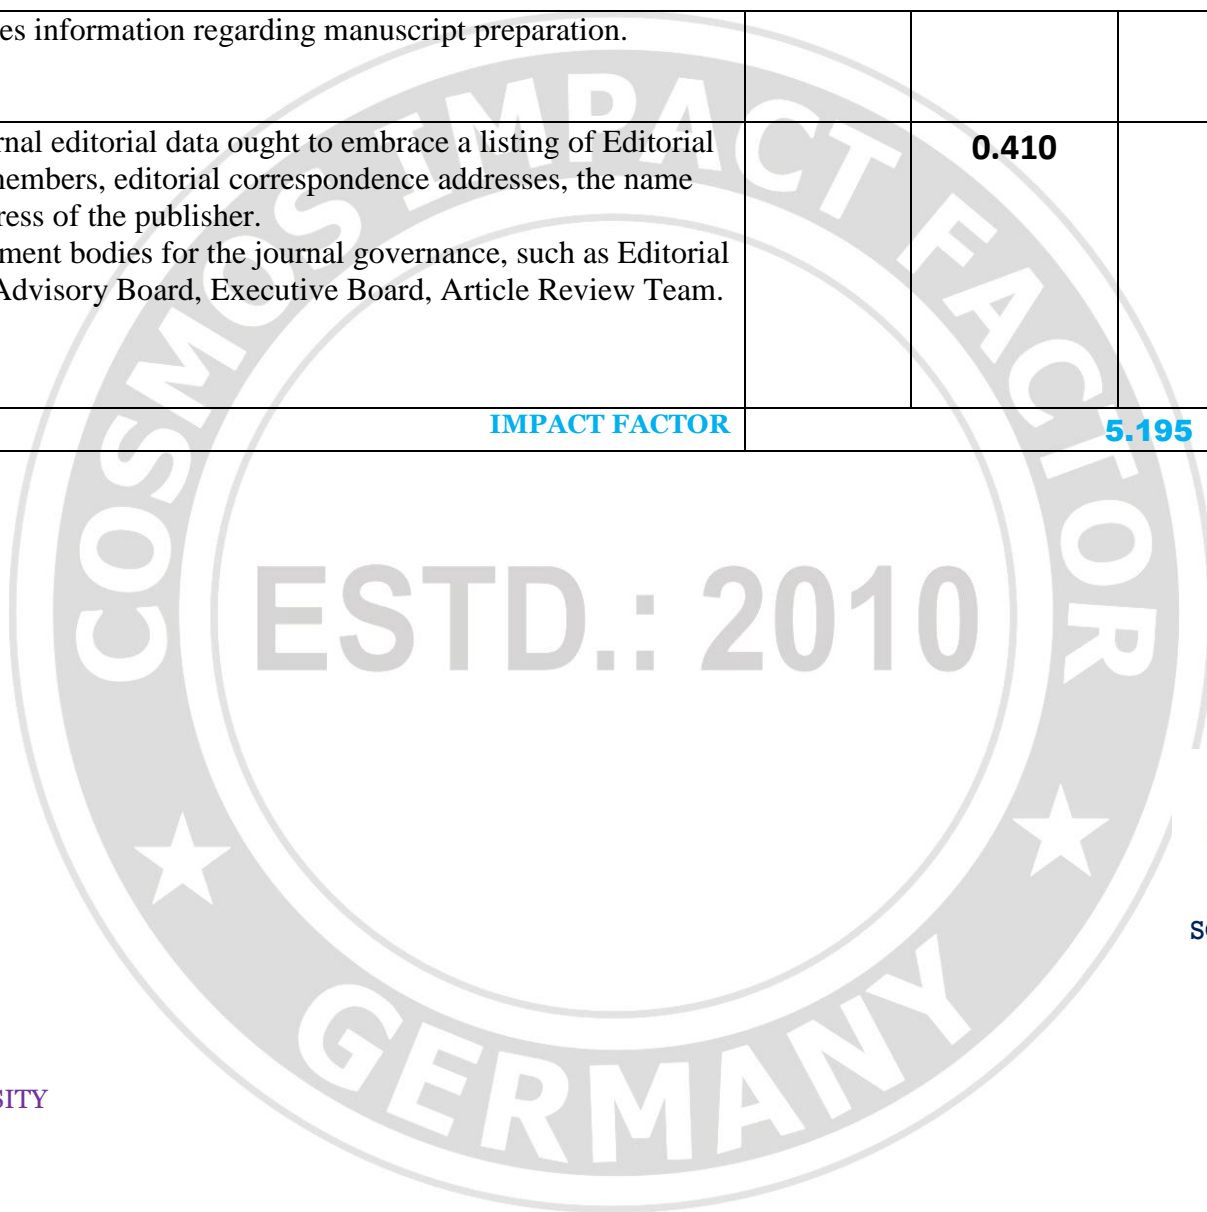 es information regarding manuscript preparation.
rnal editorial data ought to embrace a listing of Editorial
nembers, editorial correspondence addresses, the name
ress of the publisher.
ment bodies for the journal governance, such as Editorial
Advisory Board, Executive Board, Article Review Team.
0.410
IMPACT FACTOR
5.195
COSMOS IMPACT FACTOR
ESTD.: 2010
GERMANY
SITY